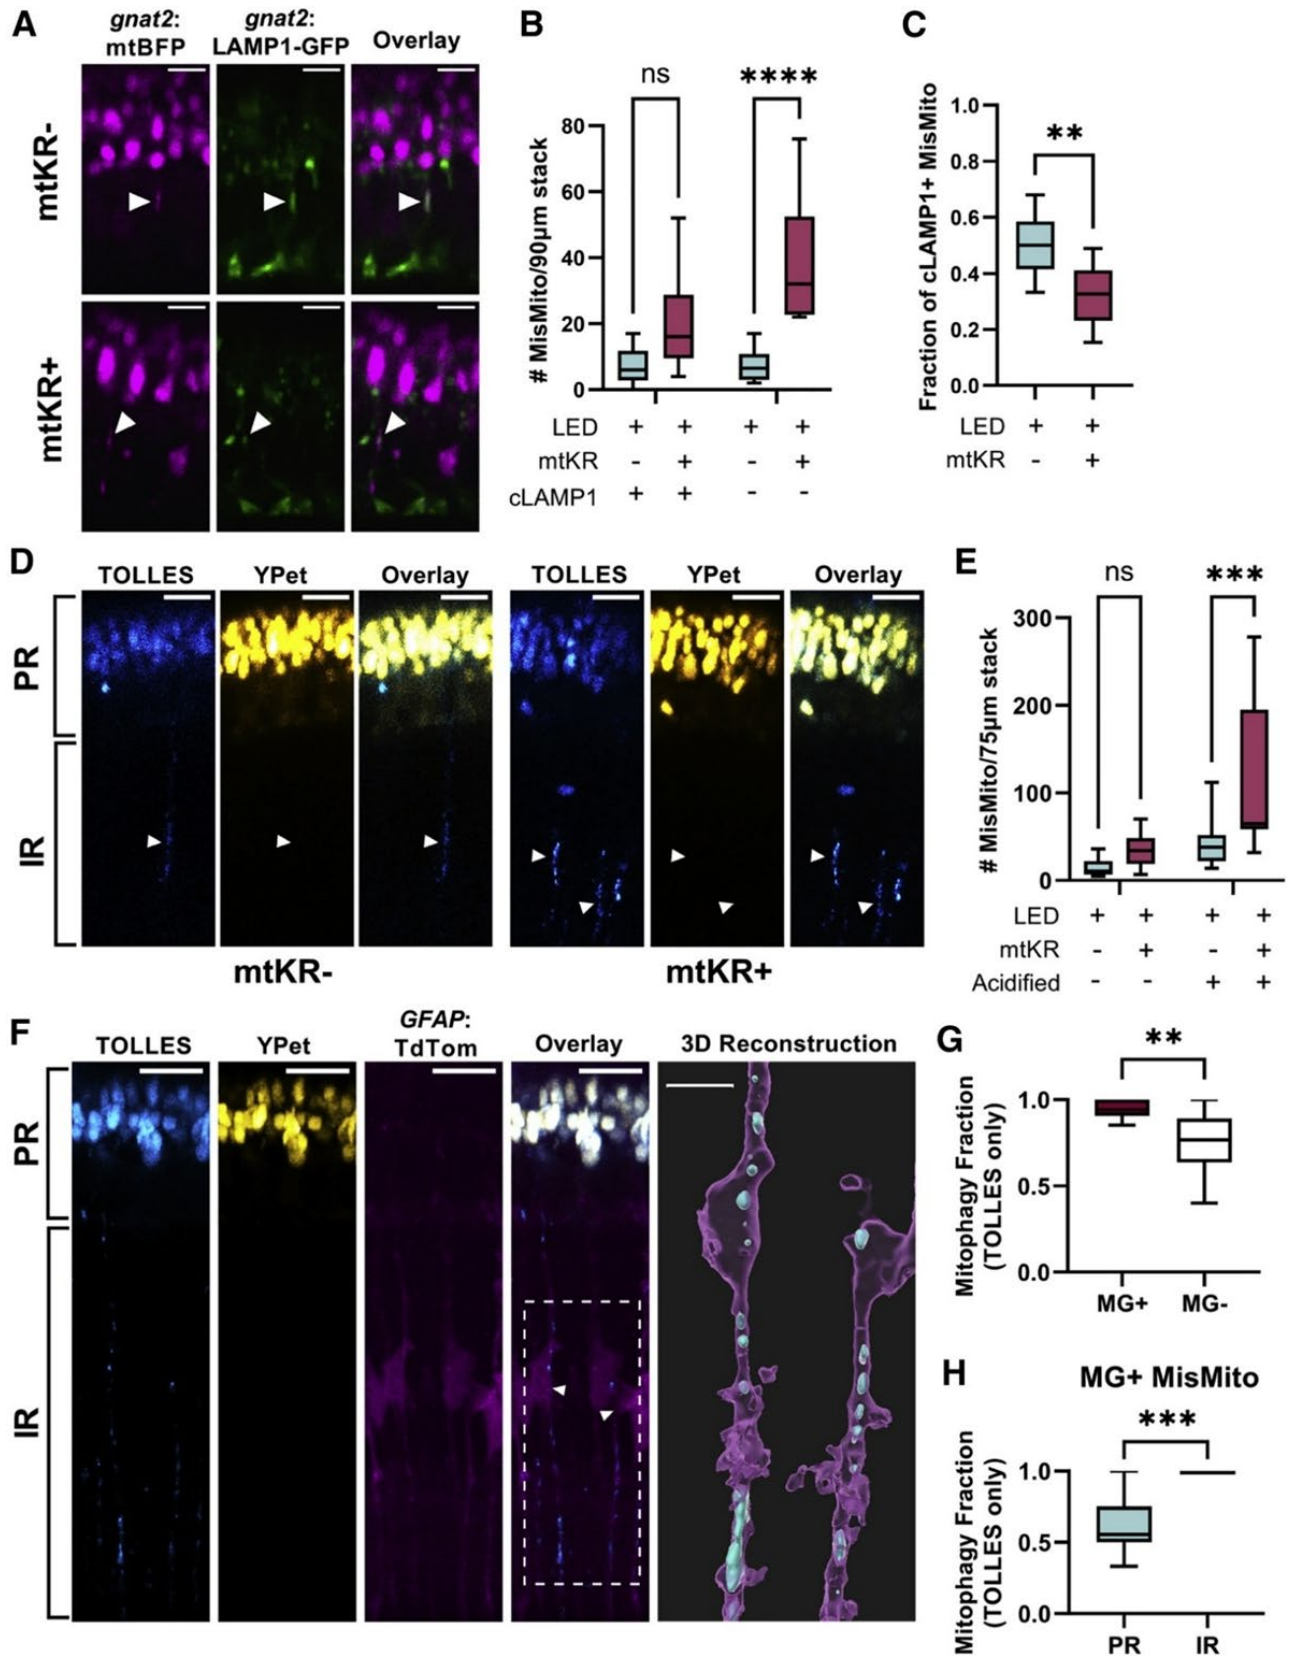 A
gnat2:
mtBFP
gnat2:
LAMP1-GFP
Overlay
mtKR-
mtKR+
B
ns
****
# MisMito/90µm stack
80
60
40
20
0
LED + + + +
mtKR - + - +
cLAMP1 + + - -
C
**
Fraction of cLAMP1+ MisMito
1.0
0.8
0.6
0.4
0.2
0.0
LED + +
mtKR - +
D
TOLLES YPet Overlay TOLLES YPet Overlay
PR
IR
mtKR- mtKR+
E
ns
***
# MisMito/75µm stack
300
200
100
0
LED + + + +
mtKR - + - +
Acidified - - + +
F
TOLLES
YPet
GFAP:
TdTom
Overlay
3D Reconstruction
PR
IR
G
**
Mitophagy Fraction
(TOLLES only)
1.0
0.5
0.0
MG+ MG-
H
MG+ MisMito
***
Mitophagy Fraction
(TOLLES only)
1.0
0.5
0.0
PR IR